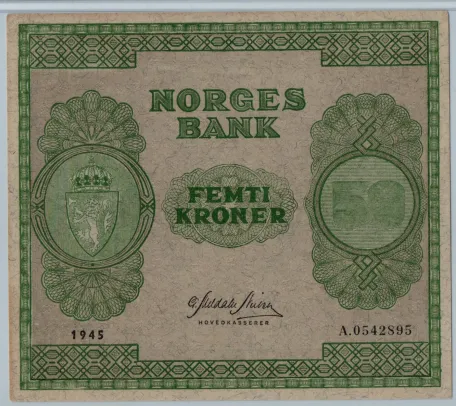 NORGES
BANK
FEMTI
KRONER
50
HOVEDKASSERER
1945
A.0542895